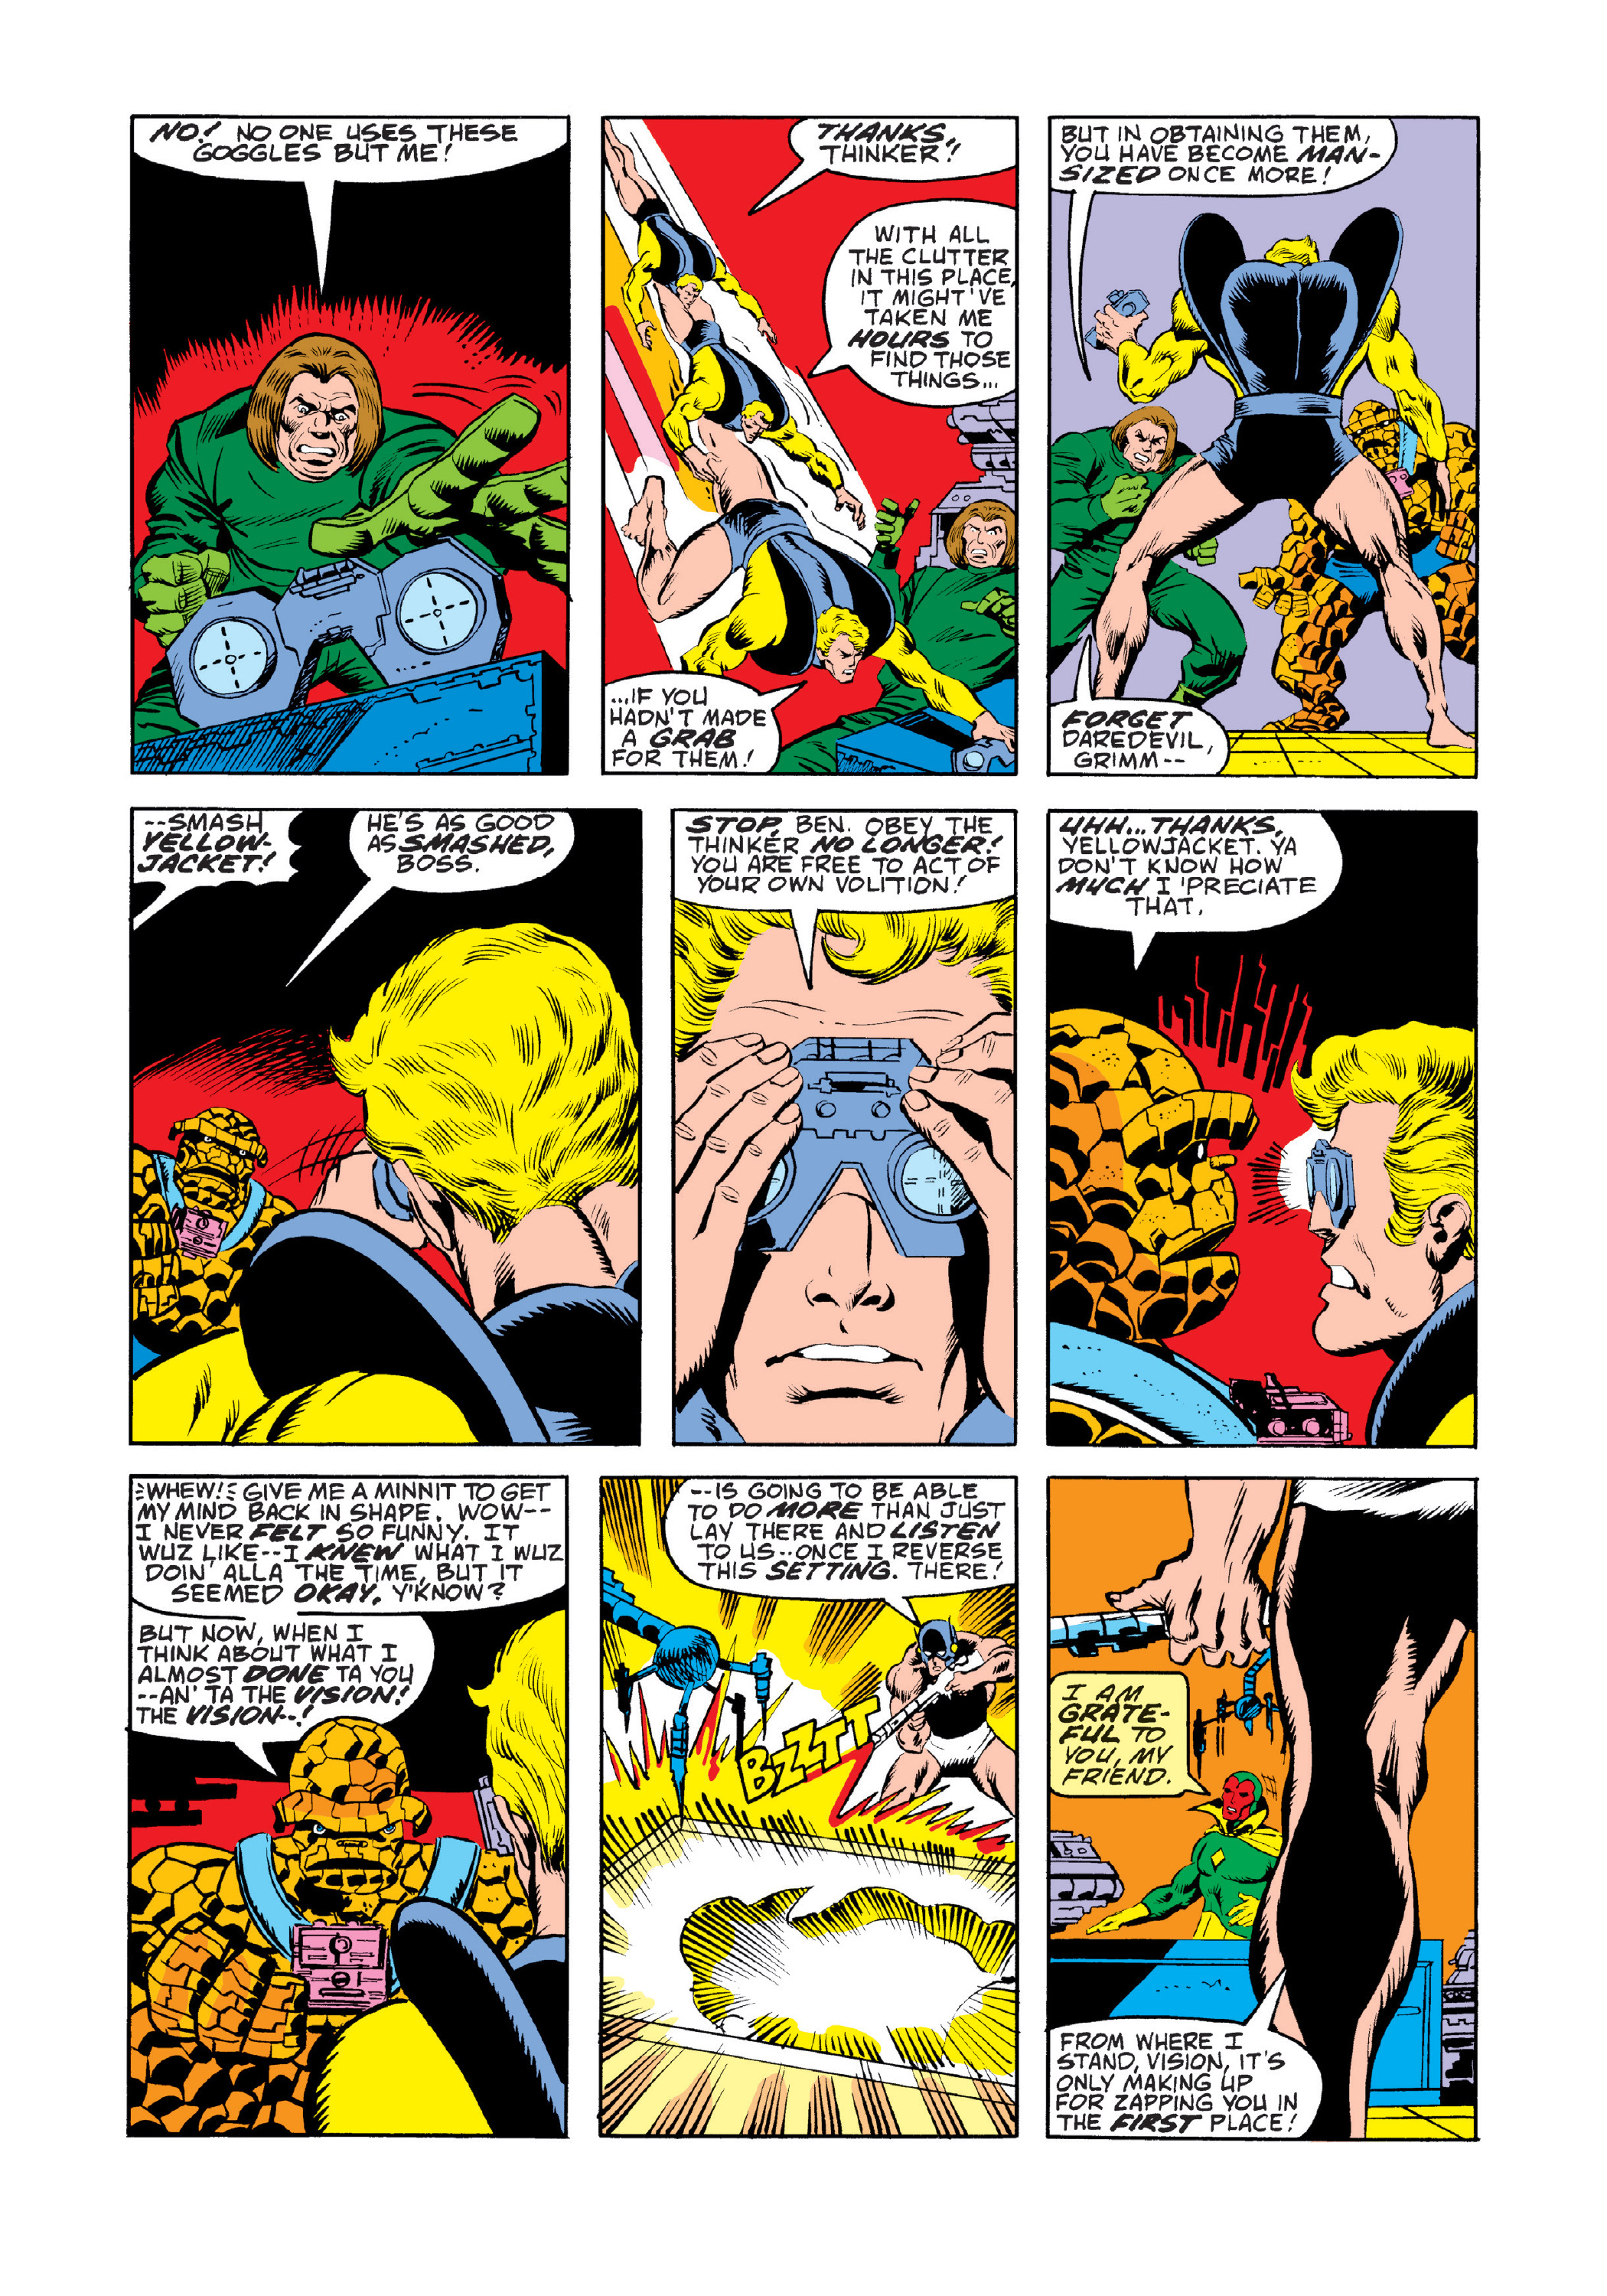 NO! NO ONE USES THESE
GOGGLES BUT ME!
THANKS,
THINKER!
WITH ALL
THE CLUTTER
IN THIS PLACE,
IT MIGHT'VE
TAKEN ME
HOURS TO
FIND THOSE
THINGS...
...IF YOU
HADN'T MADE
A GRAB
FOR THEM!
BUT IN OBTAINING THEM,
YOU HAVE BECOME MAN-
SIZED ONCE MORE!
FORGET
DAREDEVIL,
GRIMM--
--SMASH
YELLOW-
JACKET!
HE'S AS GOOD
AS SMASHED,
BOSS.
STOP, BEN. OBEY THE
THINKER NO LONGER!
YOU ARE FREE TO ACT OF
YOUR OWN VOLITION!
UHH...THANKS,
YELLOWJACKET. YA
DON'T KNOW HOW
MUCH I 'PRECIATE
THAT.
WHEW! GIVE ME A MINNIT TO GET
MY MIND BACK IN SHAPE. WOW--
I NEVER FELT SO FUNNY. IT
WUZ LIKE--I KNEW WHAT I WUZ
DOIN' ALLA THE TIME, BUT IT
SEEMED OKAY, Y'KNOW?
BUT NOW, WHEN I
THINK ABOUT WHAT I
ALMOST DONE TA YOU
--AN' TA THE VISION!
THE VISION--!
--IS GOING TO BE ABLE
TO DO MORE THAN JUST
LAY THERE AND LISTEN
TO US--ONCE I REVERSE
THIS SETTING. THERE!
BZZTT
I AM
GRATE-
FUL TO
YOU, MY
FRIEND.
FROM WHERE I
STAND, VISION, IT'S
ONLY MAKING UP
FOR ZAPPING YOU IN
THE FIRST PLACE!